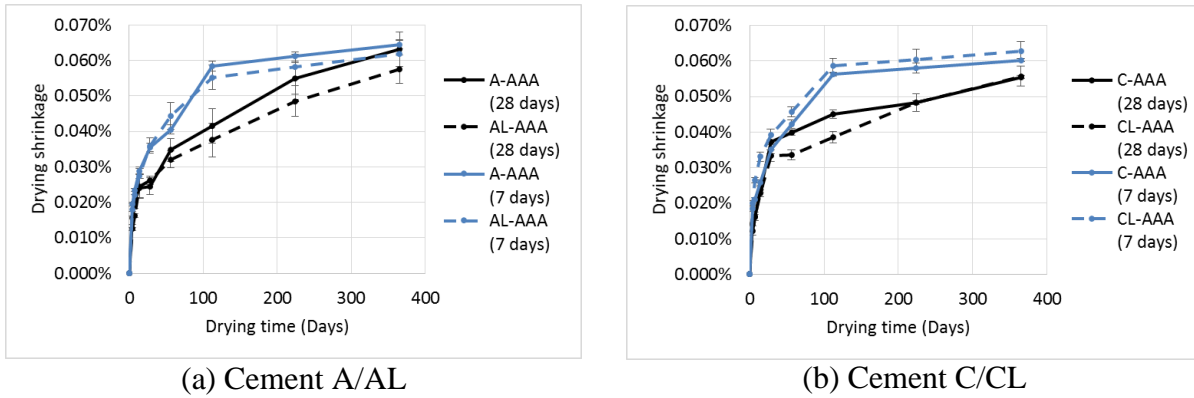 0.070%
0.060%
0.050%
0.040%
0.030%
0.020%
0.010%
0.000%
Drying shrinkage
0 100 200 300 400
Drying time (Days)
A-AAA
(28 days)
AL-AAA
(28 days)
A-AAA
(7 days)
AL-AAA
(7 days)
(a) Cement A/AL
0.070%
0.060%
0.050%
0.040%
0.030%
0.020%
0.010%
0.000%
Drying shrinkage
0 100 200 300 400
Drying time (Days)
C-AAA
(28 days)
CL-AAA
(28 days)
C-AAA
(7 days)
CL-AAA
(7 days)
(b) Cement C/CL